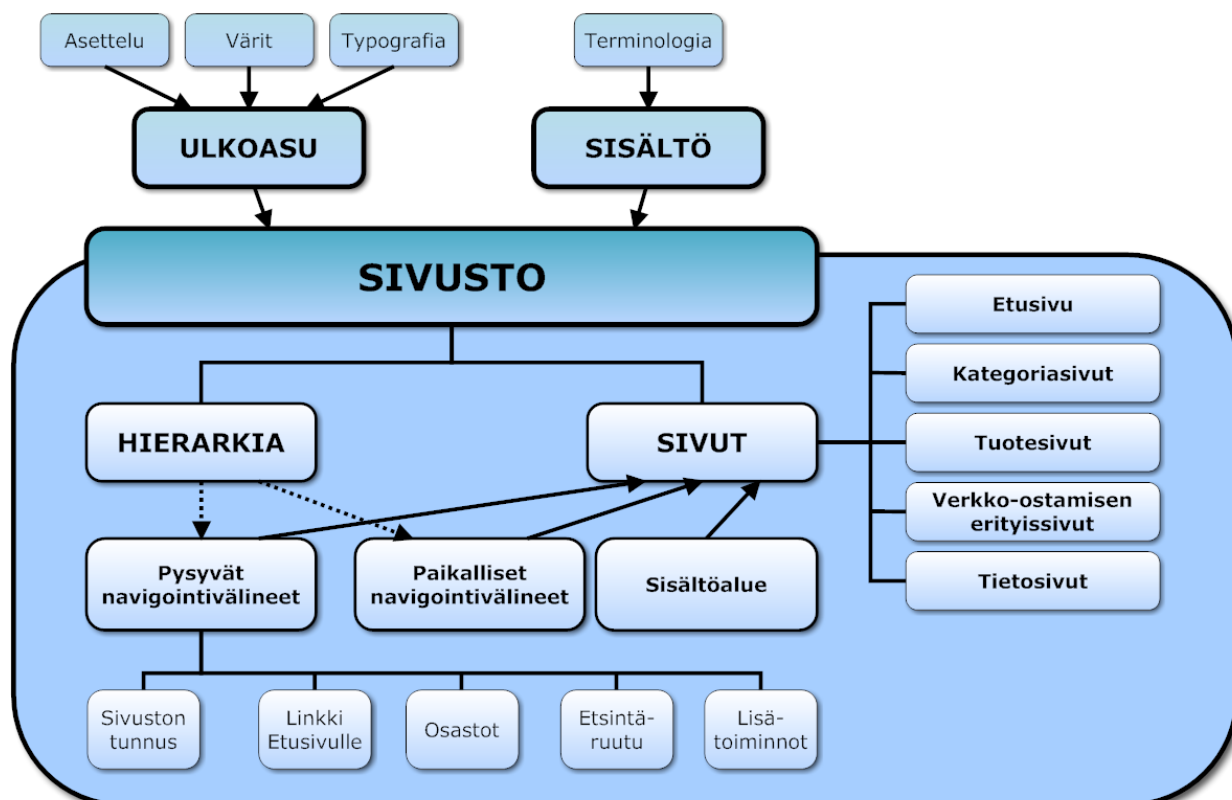 Asettelu
Värit
Typografia
Terminologia
ULKOASU
SISÄLTÖ
SIVUSTO
Etusivu
Kategoriasivut
HIERARKIA
SIVUT
Tuotesivut
Verkko-ostamisen
erityissivut
Pysyvät
navigointivälineet
Paikalliset
navigointivälineet
Sisältöalue
Tietosivut
Sivuston
tunnus
Linkki
Etusivulle
Osastot
Etsintä-
ruutu
Lisä-
toiminnot